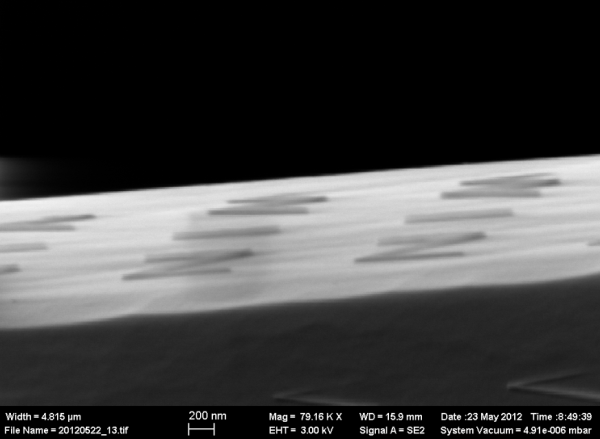 Width = 4.815 µm
File Name = 20120522_13.tif
200 nm
Mag = 79.16 K X
EHT = 3.00 kV
WD = 15.9 mm
Signal A = SE2
Date :23 May 2012 Time :8:49:39
System Vacuum = 4.91e-006 mbar